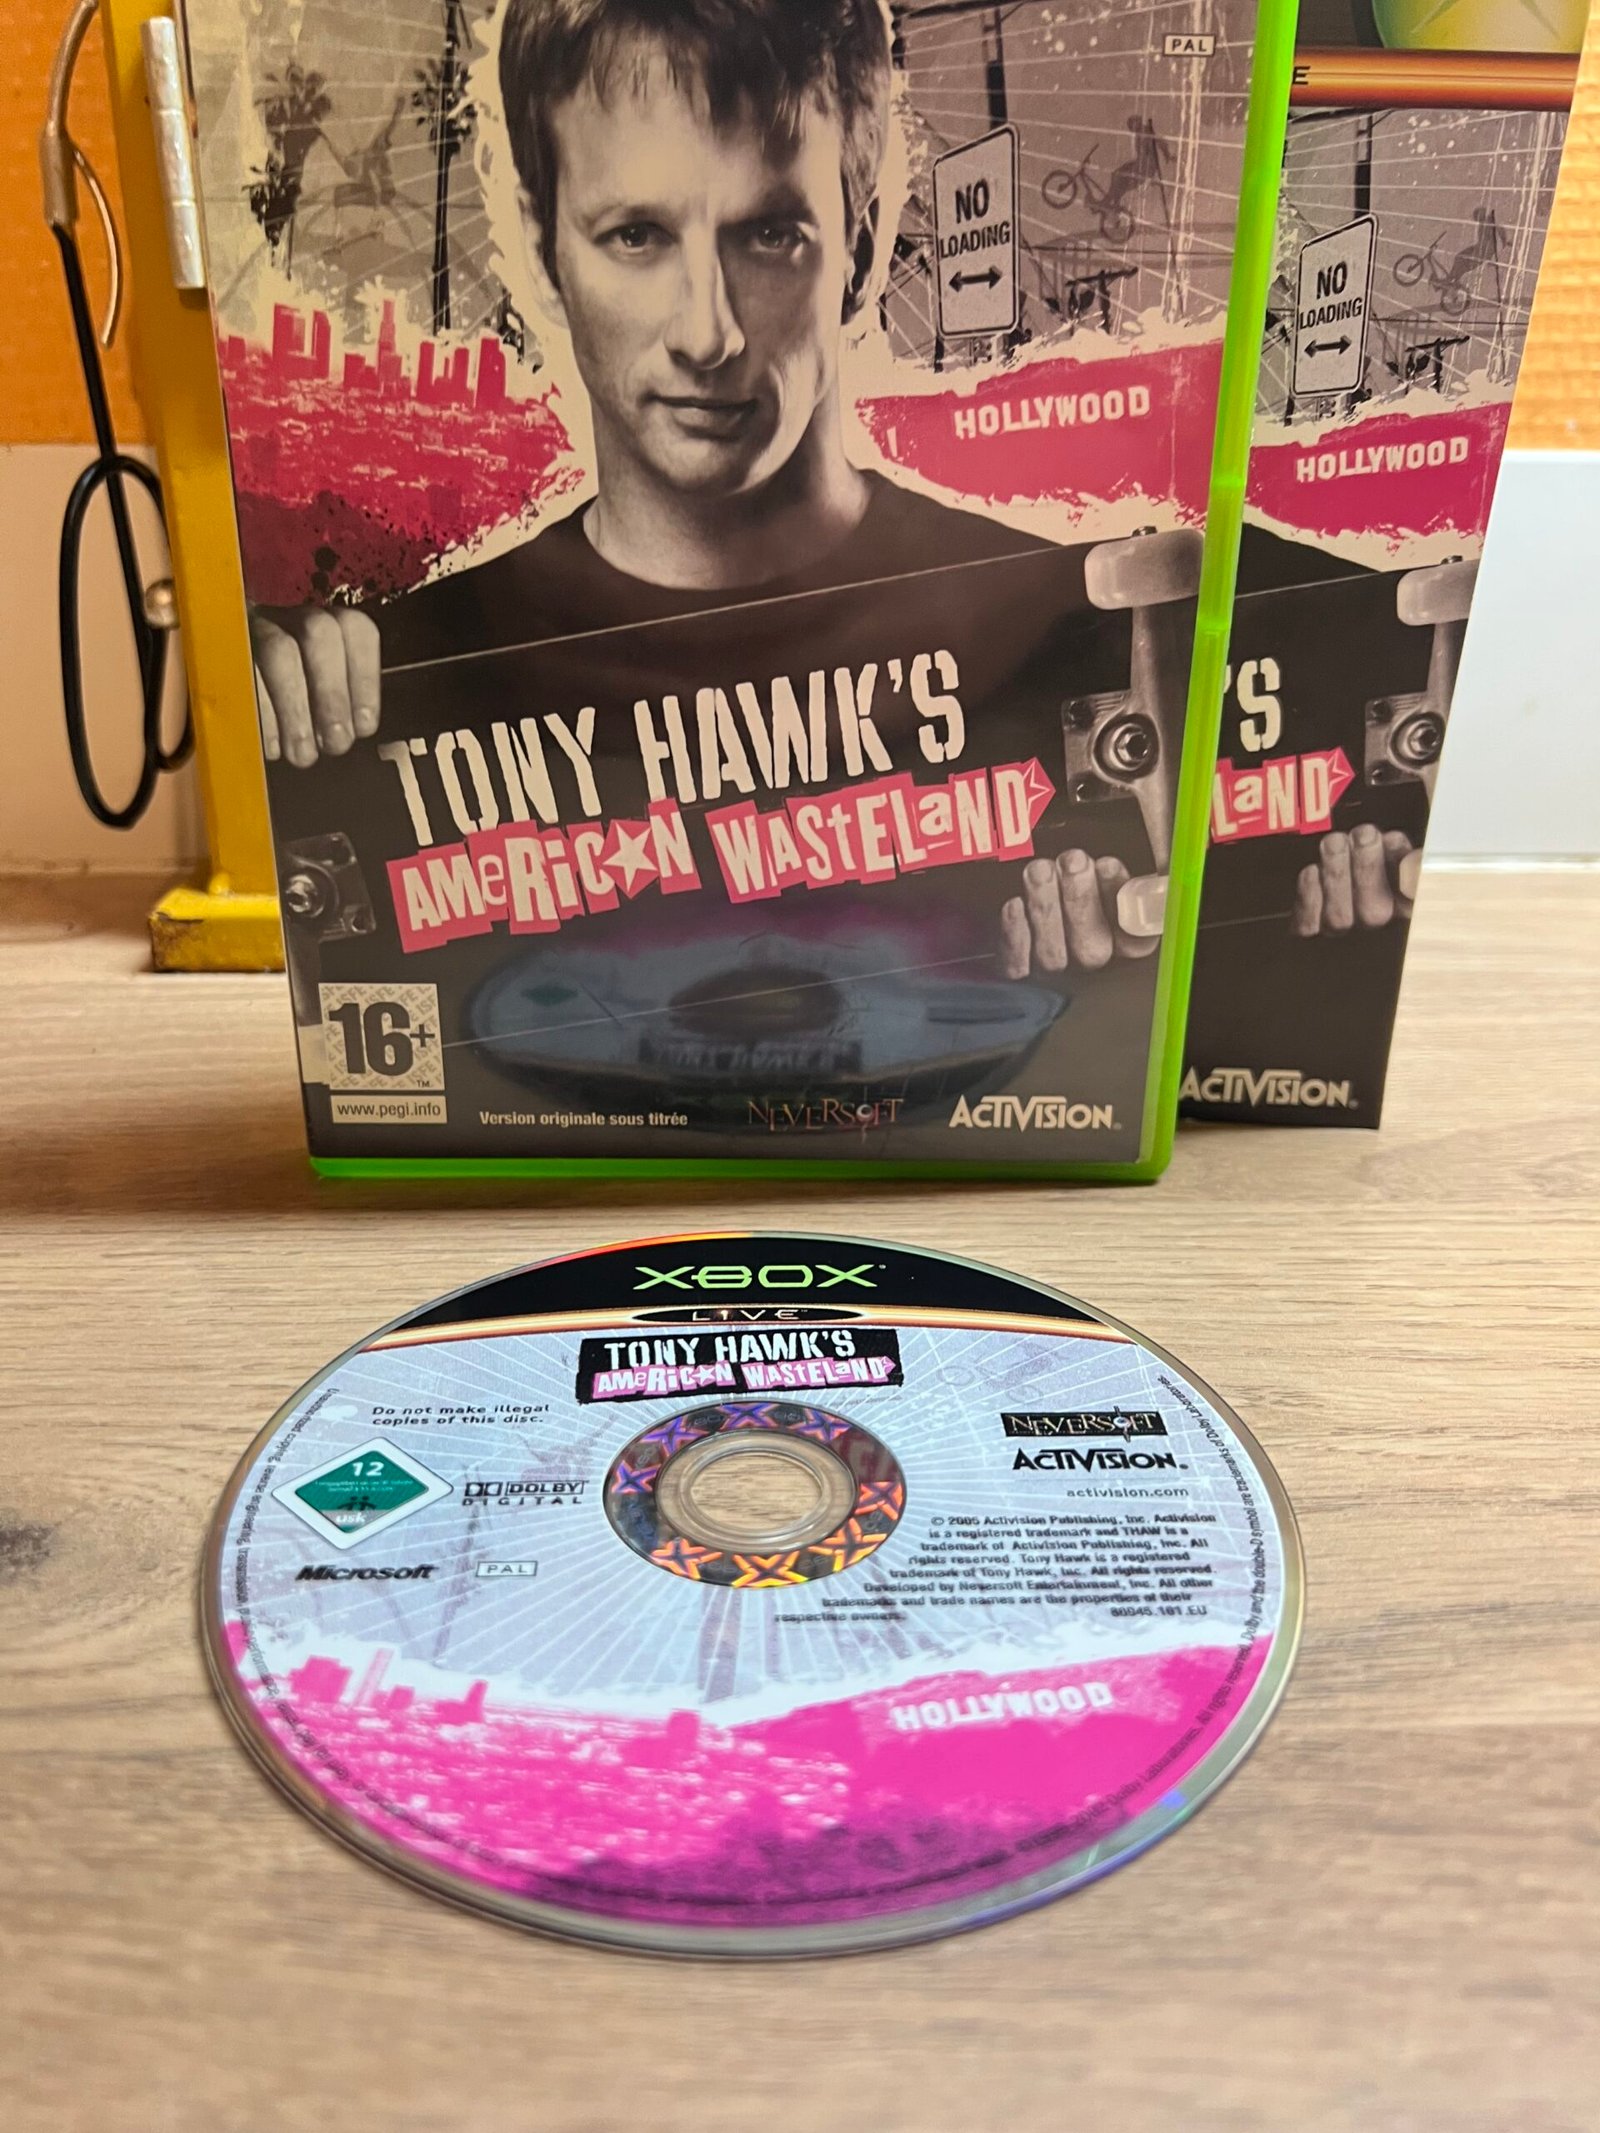 PAL
E
NO
LOADING
HOLLYWOOD
NO
LOADING
HOLLYWOOD
TONY HAWK'S
AMERICAN WASTELAND
'S
LAND
16+
TM
www.pegi.info
Version originale sous titrée
NEVERSOFT
ACTIVISION.
ACTIVISION.
XBOX
LIVE
TONY HAWK'S
AMERICAN WASTELAND
Do not make illegal
copies of this disc.
12
usk
DOLBY
DIGITAL
Microsoft
PAL
NEVERSOFT
ACTIVISION.
activision.com
© 2005 Activision Publishing, Inc. Activision
is a registered trademark and THAW is a
trademark of Activision Publishing, Inc. All
rights reserved. Tony Hawk is a registered
trademark of Tony Hawk, Inc. All rights reserved.
Developed by Neversoft Entertainment, Inc. All other
trademarks and trade names are the properties of their
respective owners.
80945.101.EU
HOLLYWOOD